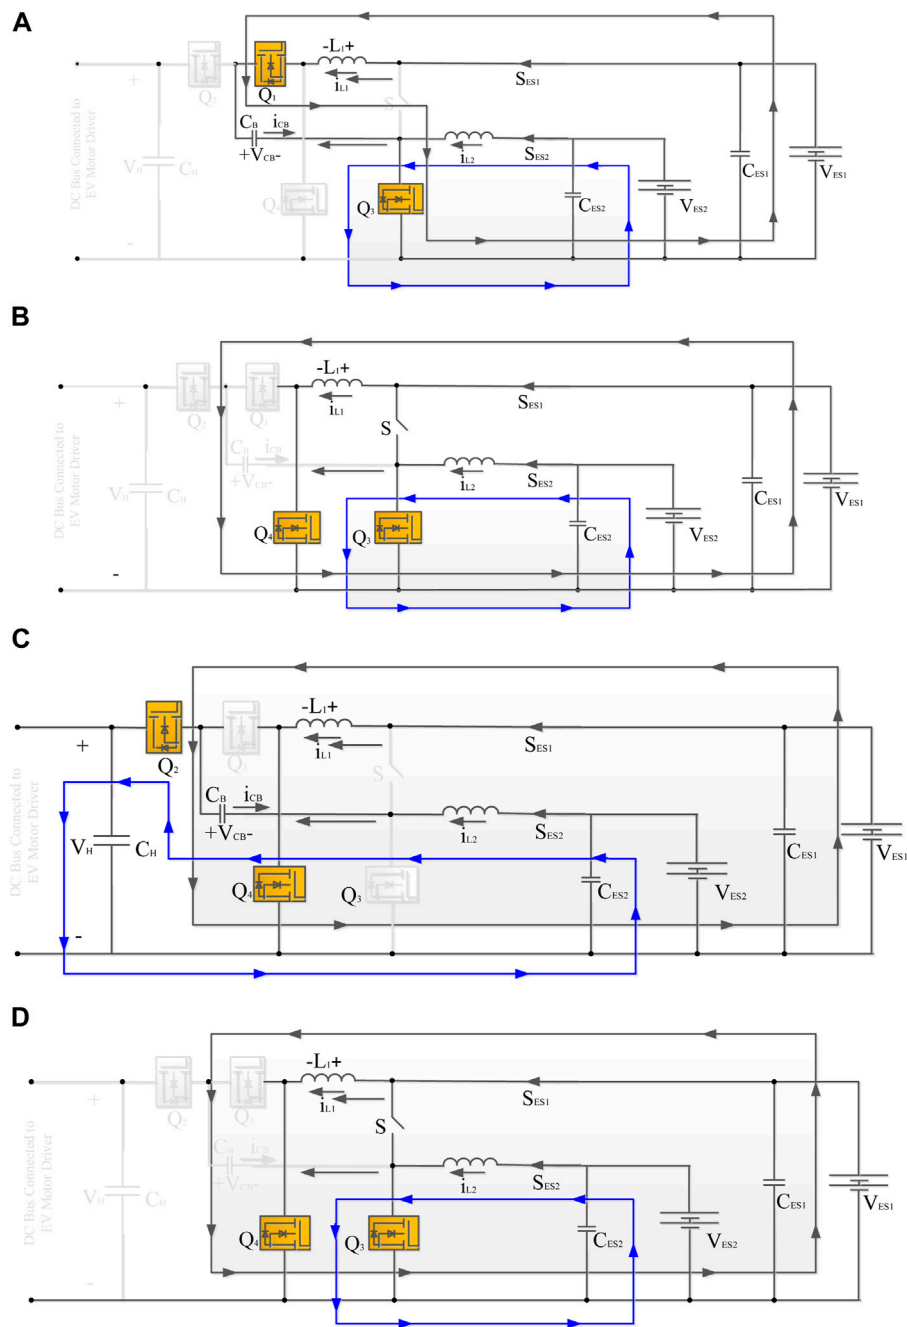 A
-L1+
SES1
iL1
Q2
Q1
S
DC Bus Connected to
EV Motor Driver
+
VH
CH
-
CB
iCB
+VCB-
iL2
SES2
CES1
VES1
Q4
Q3
CES2
VES2
B
-L1+
iL1
SES1
Q2
Q1
S
DC Bus Connected to
EV Motor Driver
+
VH
CH
-
CB
iCB
+VCB-
iL2
SES2
CES1
VES1
Q4
Q3
CES2
VES2
C
-L1+
iL1
SES1
Q2
Q1
S
DC Bus Connected to
EV Motor Driver
+
VH
CH
-
CB
iCB
+VCB-
iL2
SES2
CES1
VES1
Q4
Q3
CES2
VES2
D
-L1+
iL1
SES1
Q2
Q1
S
DC Bus Connected to
EV Motor Driver
+
VH
CH
-
CB
iCB
+VCB-
iL2
SES2
CES1
VES1
Q4
Q3
CES2
VES2